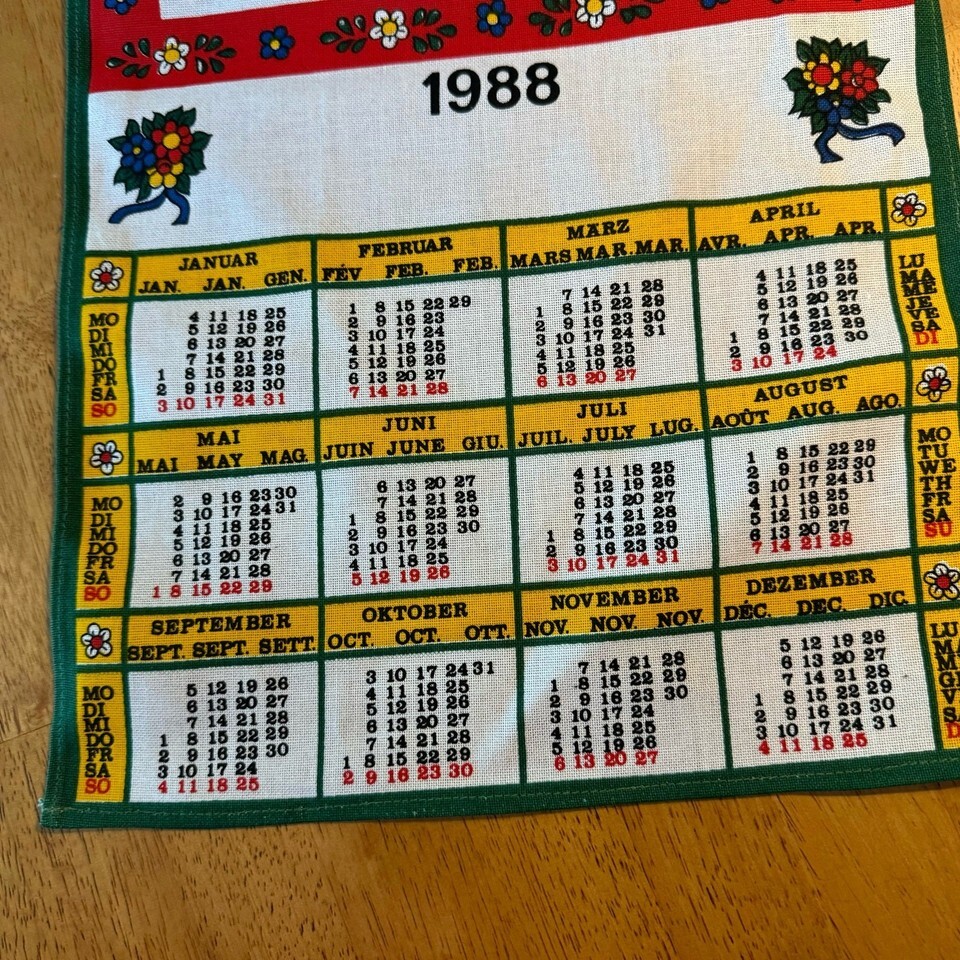 1988
JANUAR
JAN. JAN. GEN.
MO 4 11 18 25
DI 5 12 19 26
MI 6 13 20 27
DO 7 14 21 28
FR 1 8 15 22 29
SA 2 9 16 23 30
SO 3 10 17 24 31
FEBRUAR
FÉV FEB. FEB.
1 8 15 22 29
2 9 16 23
3 10 17 24
4 11 18 25
5 12 19 26
6 13 20 27
7 14 21 28
MÄRZ
MARS MAR. MAR.
7 14 21 28
1 8 15 22 29
2 9 16 23 30
3 10 17 24 31
4 11 18 25
5 12 19 26
6 13 20 27
APRIL
AVR. APR. APR.
4 11 18 25 LU
5 12 19 26 MA
6 13 20 27 ME
7 14 21 28 JE
1 8 15 22 29 VE
2 9 16 23 30 SA
3 10 17 24 DI
MAI
MAI MAY MAG.
MO 2 9 16 23 30
DI 3 10 17 24 31
MI 4 11 18 25
DO 5 12 19 26
FR 6 13 20 27
SA 7 14 21 28
SO 1 8 15 22 29
JUNI
JUIN JUNE GIU.
6 13 20 27
7 14 21 28
1 8 15 22 29
2 9 16 23 30
3 10 17 24
4 11 18 25
5 12 19 26
JULI
JUIL. JULY LUG.
4 11 18 25
5 12 19 26
6 13 20 27
7 14 21 28
1 8 15 22 29
2 9 16 23 30
3 10 17 24 31
AUGUST
AOÛT AUG. AGO.
1 8 15 22 29 MO
2 9 16 23 30 TU
3 10 17 24 31 WE
4 11 18 25 TH
5 12 19 26 FR
6 13 20 27 SA
7 14 21 28 SU
SEPTEMBER
SEPT. SEPT. SETT.
MO 5 12 19 26
DI 6 13 20 27
MI 7 14 21 28
DO 1 8 15 22 29
FR 2 9 16 23 30
SA 3 10 17 24
SO 4 11 18 25
OKTOBER
OCT. OCT. OTT.
3 10 17 24 31
4 11 18 25
5 12 19 26
6 13 20 27
7 14 21 28
1 8 15 22 29
2 9 16 23 30
NOVEMBER
NOV. NOV. NOV.
7 14 21 28
1 8 15 22 29
2 9 16 23 30
3 10 17 24
4 11 18 25
5 12 19 26
6 13 20 27
DEZEMBER
DÉC. DEC. DIC.
5 12 19 26 LU
6 13 20 27
7 14 21 28
1 8 15 22 29
2 9 16 23 30
3 10 17 24 31
4 11 18 25